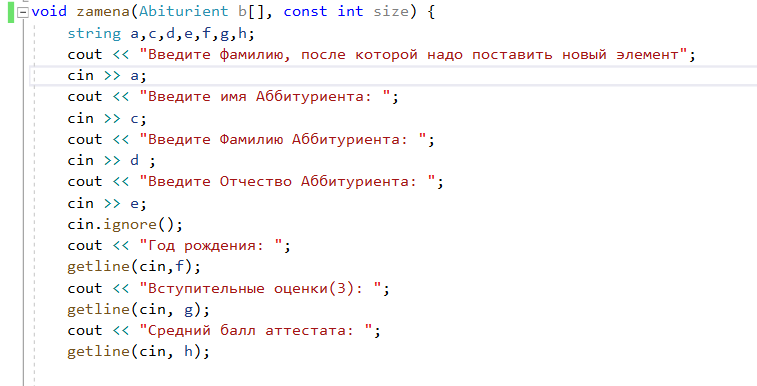 void zamena(Abiturient b[], const int size) {
string a,c,d,e,f,g,h;
cout << "Введите фамилию, после которой надо поставить новый элемент";
cin >> a;
cout << "Введите имя Аббитуриента: ";
cin >> c;
cout << "Введите Фамилию Аббитуриента: ";
cin >> d ;
cout << "Введите Отчество Аббитуриента: ";
cin >> e;
cin.ignore();
cout << "Год рождения: ";
getline(cin,f);
cout << "Вступительные оценки(3): ";
getline(cin, g);
cout << "Средний балл аттестата: ";
getline(cin, h);